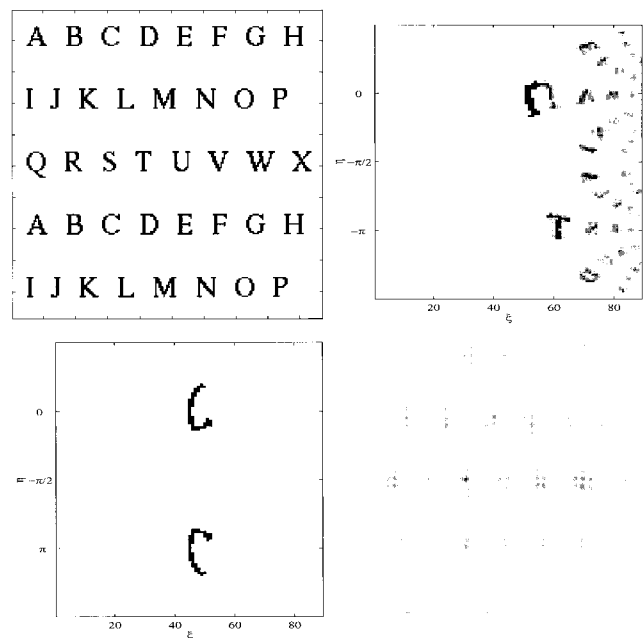 A B C D E F G H
I J K L M N O P
Q R S T U V W X
A B C D E F G H
I J K L M N O P
0
−π/2
−π
η
20 40 60 80
ξ
C
T
0
−π/2
π
η
20 40 60 80
ξ